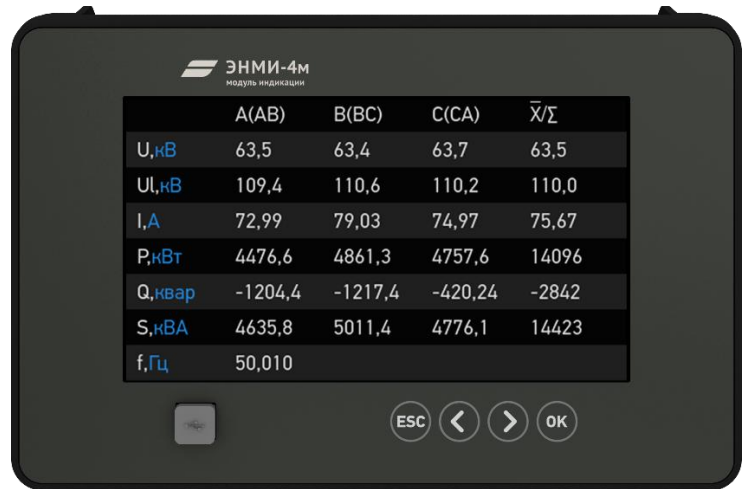 ЭНМИ-4м
модуль индикации
A(AB) B(BC) C(CA) X̅/Σ
U,кВ 63,5 63,4 63,7 63,5
Ul,кВ 109,4 110,6 110,2 110,0
I,А 72,99 79,03 74,97 75,67
P,кВт 4476,6 4861,3 4757,6 14096
Q,квар -1204,4 -1217,4 -420,24 -2842
S,кВА 4635,8 5011,4 4776,1 14423
f,Гц 50,010
ESC OK